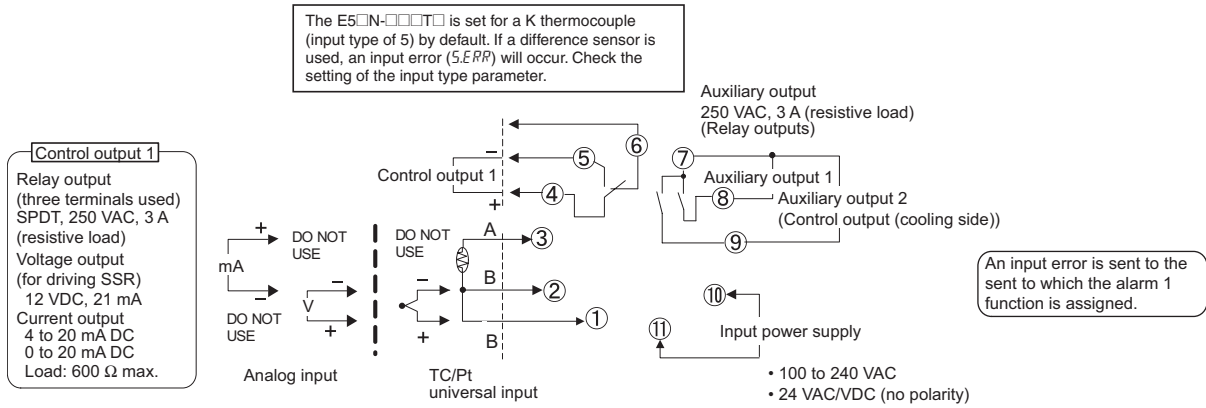 The E5□N-□□□T□ is set for a K thermocouple
(input type of 5) by default. If a difference sensor is
used, an input error (S.ERR) will occur. Check the
setting of the input type parameter.
Control output 1
Relay output
(three terminals used)
SPDT, 250 VAC, 3 A
(resistive load)
Voltage output
(for driving SSR)
12 VDC, 21 mA
Current output
4 to 20 mA DC
0 to 20 mA DC
Load: 600 Ω max.
+
mA
−
DO NOT
USE
DO NOT
USE
−
V
+
Analog input
DO NOT
USE
−
+
A
B
B
TC/Pt
universal input
−
Control output 1
+
⑥
⑤
④
③
②
①
Auxiliary output
250 VAC, 3 A (resistive load)
(Relay outputs)
⑦
Auxiliary output 1
⑧
Auxiliary output 2
(Control output (cooling side))
⑨
⑩
⑪
Input power supply
• 100 to 240 VAC
• 24 VAC/VDC (no polarity)
An input error is sent to the
sent to which the alarm 1
function is assigned.